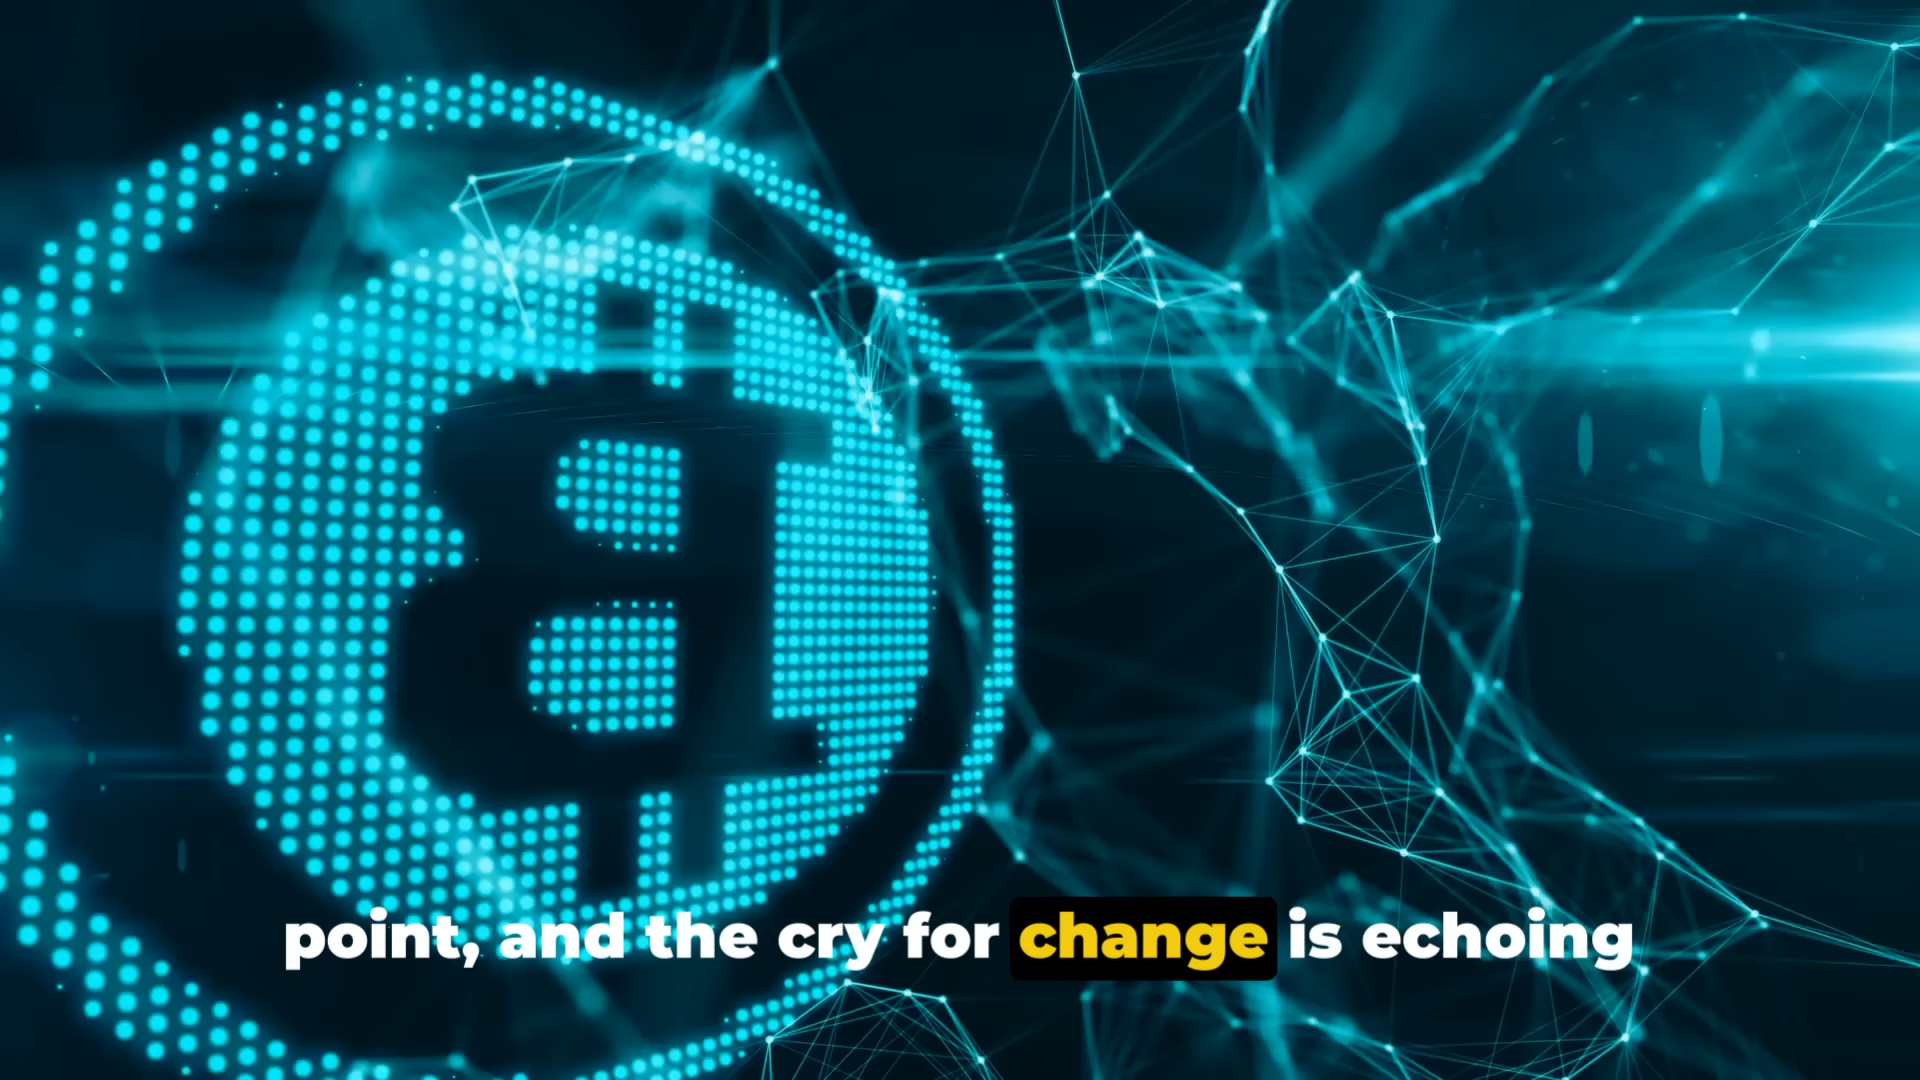 point, and the cry for change is echoing